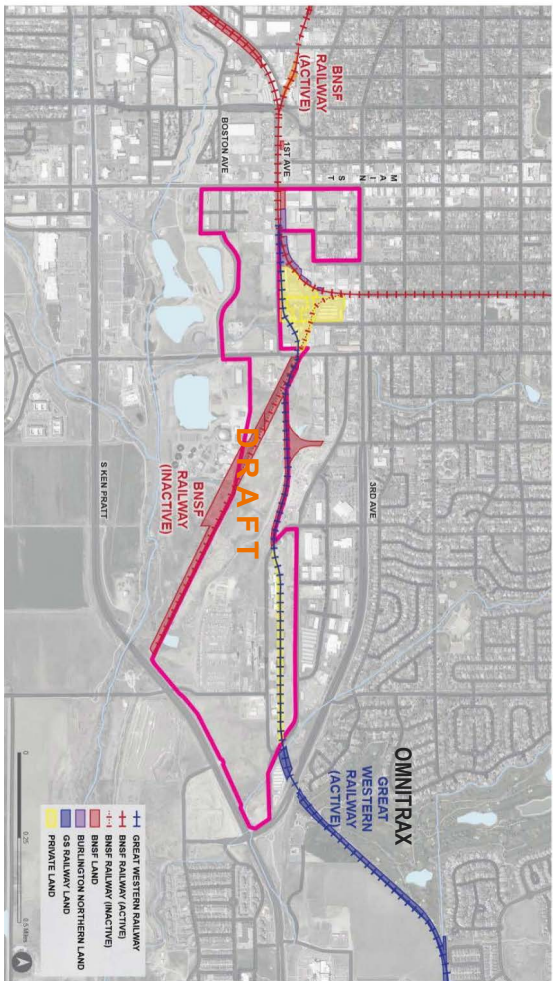 BNSF
RAILWAY
(ACTIVE)
BOSTON AVE
1ST AVE
MAIN ST
3RD AVE
S KEN PRATT
BNSF
RAILWAY
(INACTIVE)
DRAFT
OMNITRAX
GREAT
WESTERN
RAILWAY
(ACTIVE)
GREAT WESTERN RAILWAY
BNSF RAILWAY (ACTIVE)
BNSF RAILWAY (INACTIVE)
BNSF LAND
BURLINGTON NORTHERN LAND
GS RAILWAY LAND
PRIVATE LAND
0
0.25
0.5 Miles